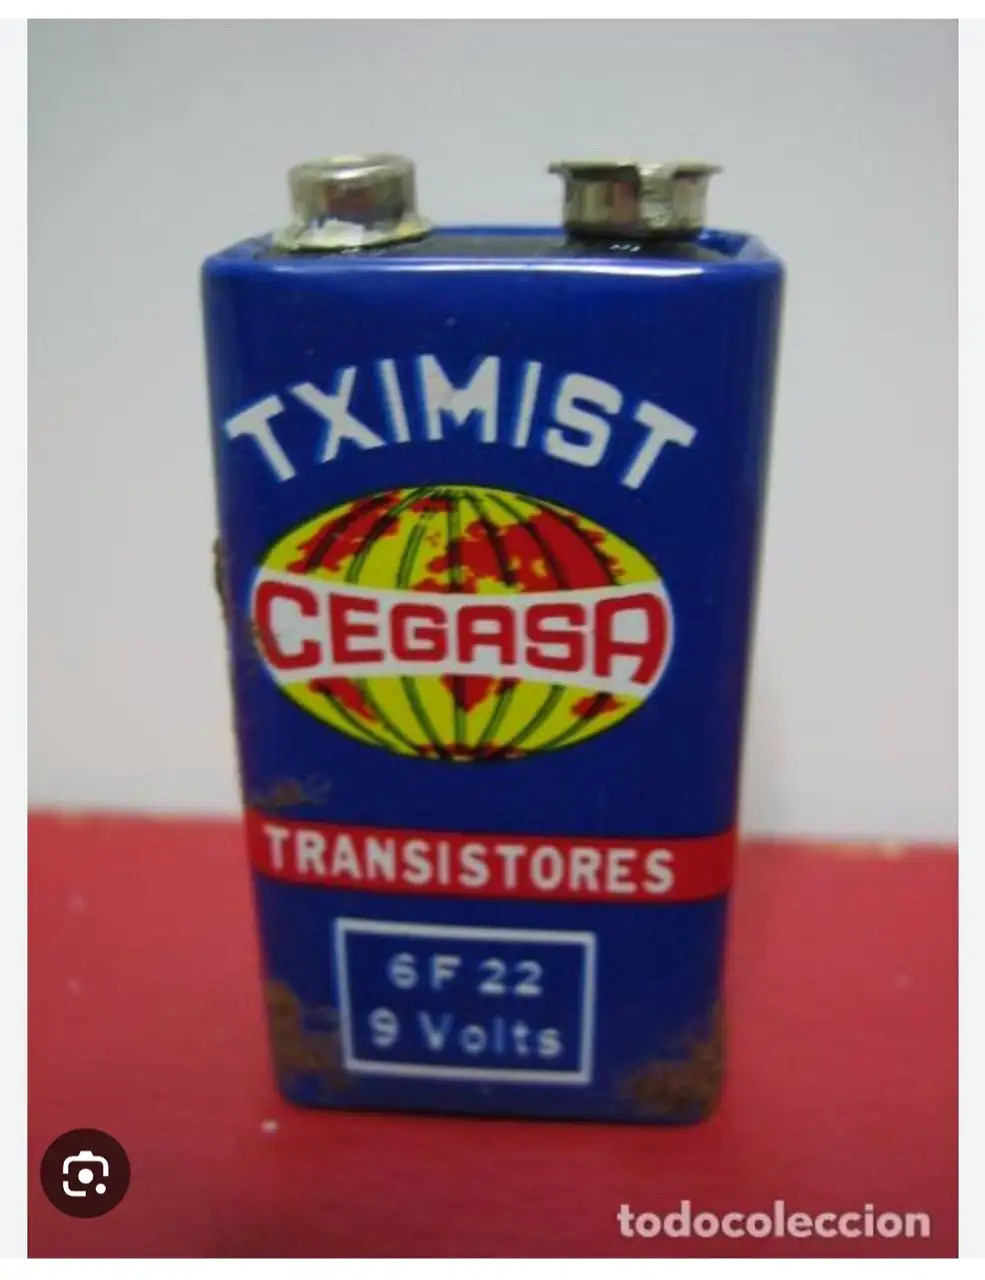 TXIMIST
CEGASA
TRANSISTORES
6F22
9 Volts
todocoleccion